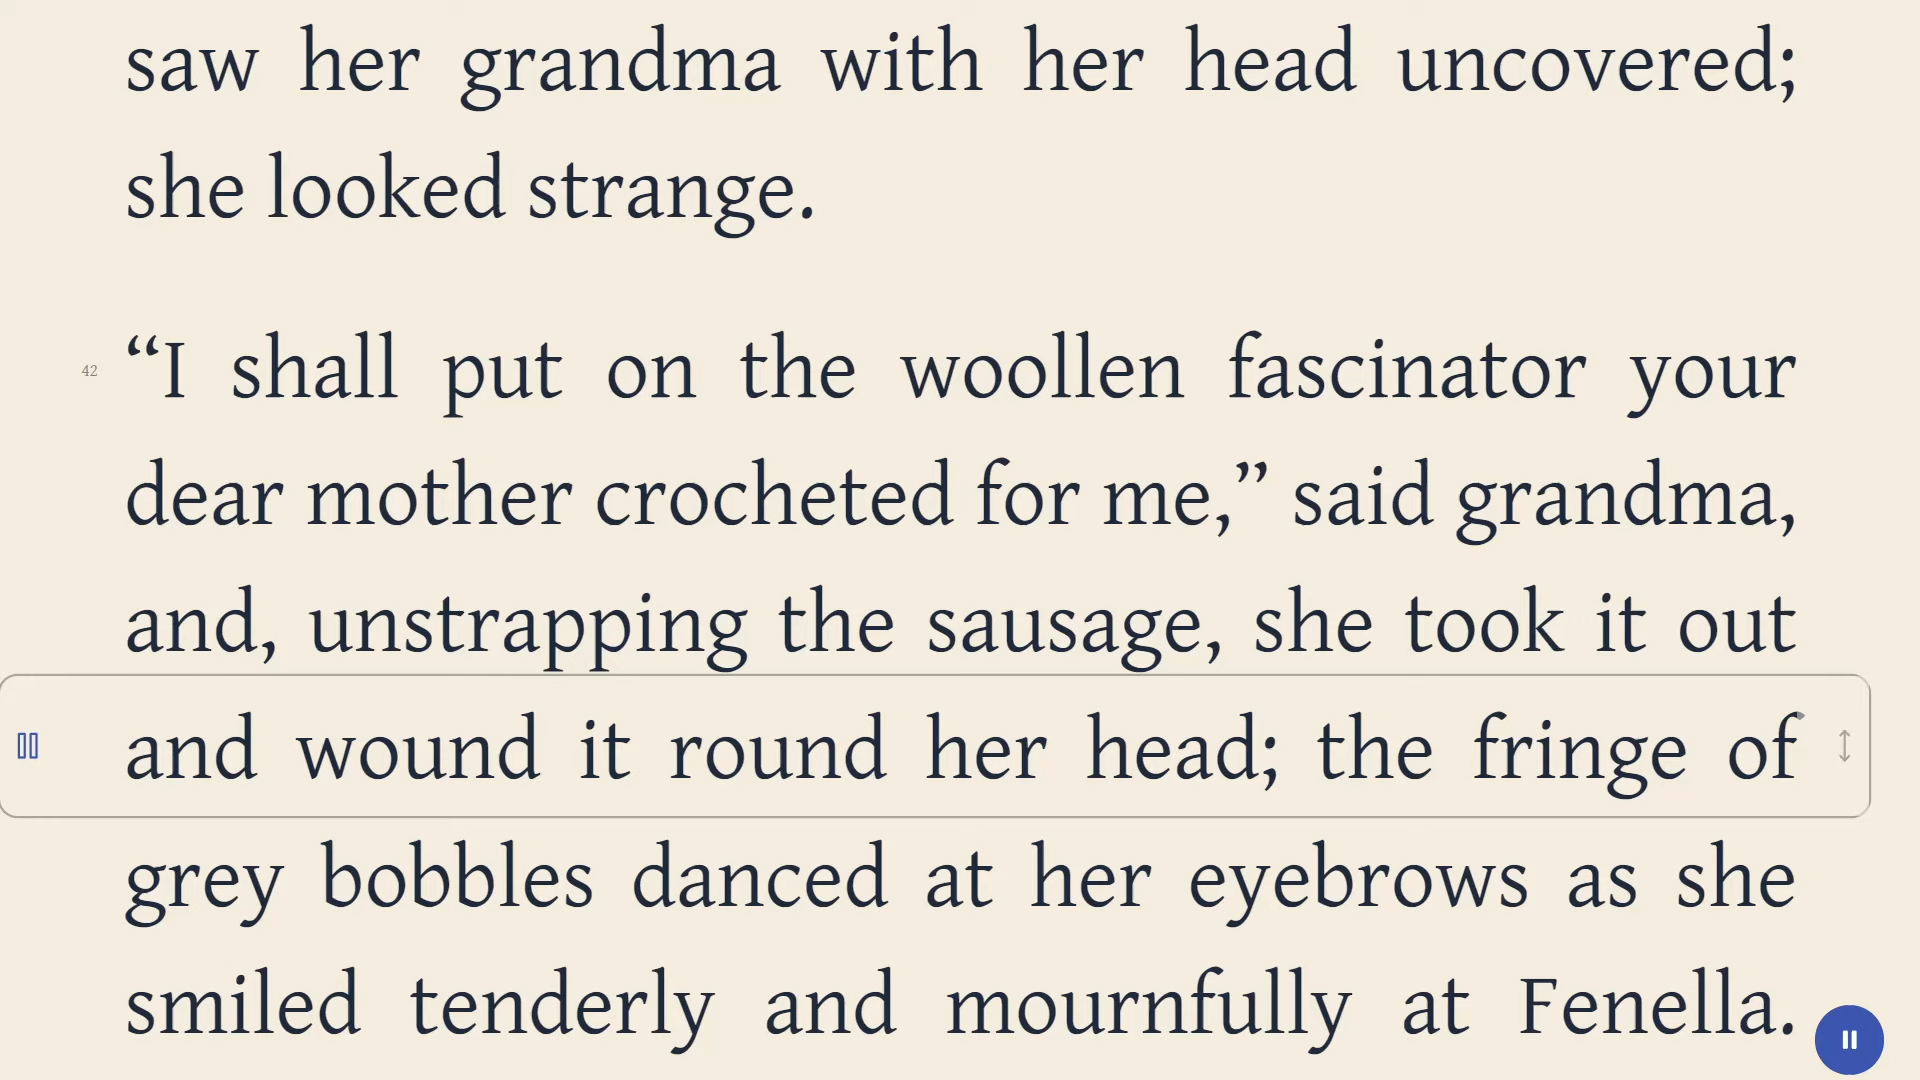 saw her grandma with her head uncovered;
she looked strange.
42 “I shall put on the woollen fascinator your
dear mother crocheted for me,” said grandma,
and, unstrapping the sausage, she took it out
and wound it round her head; the fringe of
grey bobbles danced at her eyebrows as she
smiled tenderly and mournfully at Fenella.